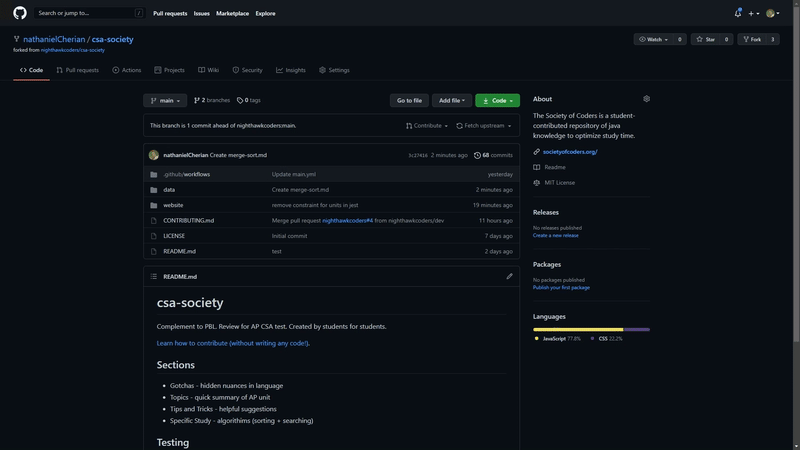 Search or jump to... / Pull requests Issues Marketplace Explore
nathanielCherian / csa-society
forked from nighthawkcoders/csa-society
Watch 0 Star 0 Fork 3
Code Pull requests Actions Projects Wiki Security Insights Settings
main 2 branches 0 tags Go to file Add file Code
This branch is 1 commit ahead of nighthawkcoders:main. Contribute Fetch upstream
nathanielCherian Create merge-sort.md 3c27416 2 minutes ago 68 commits
.github/workflows Update main.yml yesterday
data Create merge-sort.md 2 minutes ago
website remove constraint for units in jest 19 minutes ago
CONTRIBUTING.md Merge pull request nighthawkcoders#4 from nighthawkcoders/dev 11 hours ago
LICENSE Initial commit 7 days ago
README.md test 2 days ago
README.md
csa-society
Complement to PBL. Review for AP CSA test. Created by students for students.
Learn how to contribute (without writing any code!).
Sections
Gotchas - hidden nuances in language
Topics - quick summary of AP unit
Tips and Tricks - helpful suggestions
Specific Study - algorithims (sorting + searching)
Testing
About
The Society of Coders is a student-
contributed repository of java
knowledge to optimize study time.
societyofcoders.org/
Readme
MIT License
Releases
No releases published
Create a new release
Packages
No packages published
Publish your first package
Languages
JavaScript 77.8% CSS 22.2%